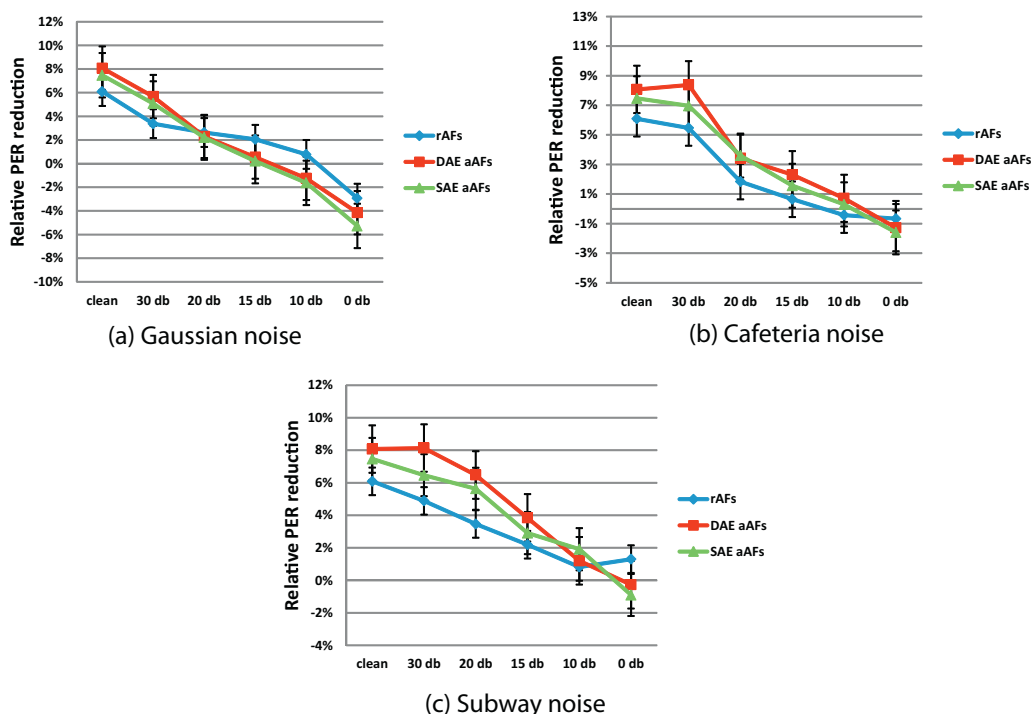 12%
10%
8%
6%
4%
2%
0%
-2%
-4%
-6%
-8%
-10%
Relative PER reduction
clean 30 db 20 db 15 db 10 db 0 db
rAFs
DAE aAFs
SAE aAFs
(a) Gaussian noise
13%
11%
9%
7%
5%
3%
1%
-1%
-3%
-5%
Relative PER reduction
clean 30 db 20 db 15 db 10 db 0 db
rAFs
DAE aAFs
SAE aAFs
(b) Cafeteria noise
12%
10%
8%
6%
4%
2%
0%
-2%
-4%
Relative PER reduction
clean 30 db 20 db 15 db 10 db 0 db
rAFs
DAE aAFs
SAE aAFs
(c) Subway noise